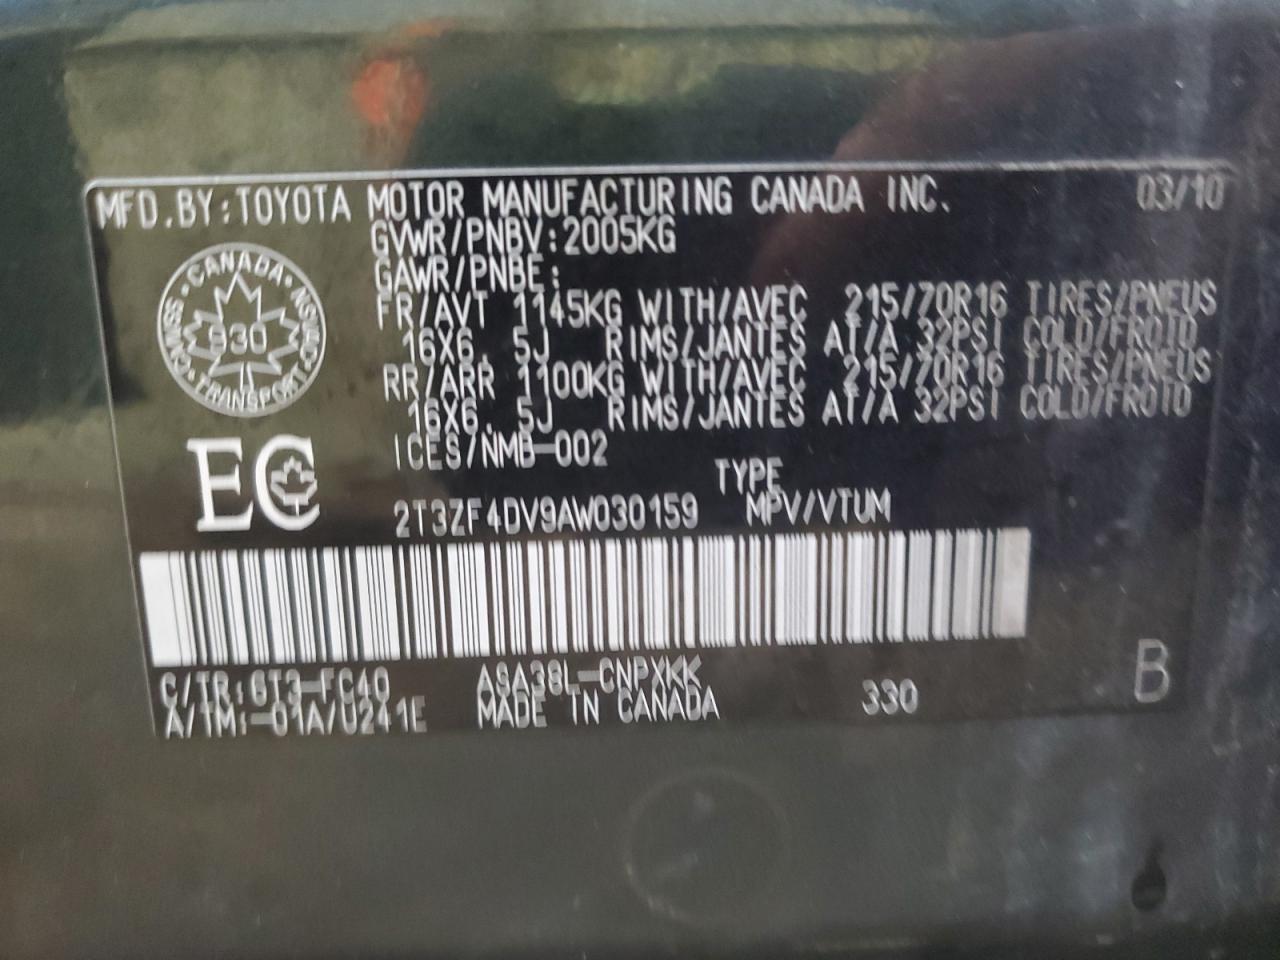 MFD.BY:TOYOTA MOTOR MANUFACTURING CANADA INC. 03/10
GVWR/PNBV:2005KG
GAWR/PNBE:
FR/AVT 1145KG WITH/AVEC 215/70R16 TIRES/PNEUS
16X6.5J RIMS/JANTES AT/A 32PSI COLD/FROID
RR/ARR 1100KG WITH/AVEC 215/70R16 TIRES/PNEUS
16X6.5J RIMS/JANTES AT/A 32PSI COLD/FROID
ICES/NMB-002
CANADA
930
TRANSPORT
EC
TYPE
2T3ZF4DV9AW030159 MPV/VTUM
C/TR:6T3-FC40 ASA38L-CNPXKK
A/TM:-01A/U241E MADE IN CANADA 330 B